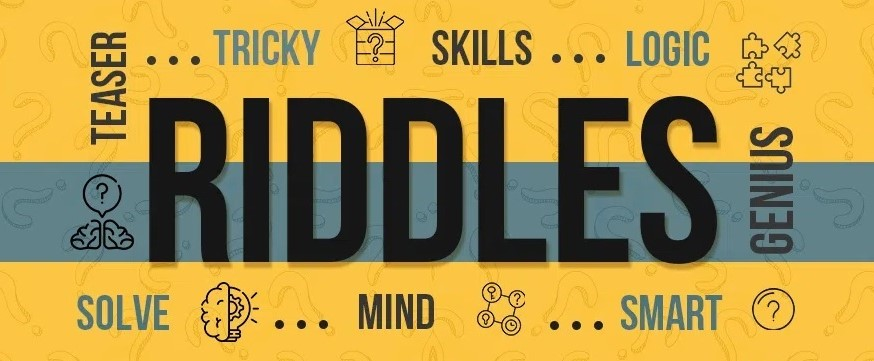 TEASER
... TRICKY ? SKILLS ... LOGIC
RIDDLES
GENIUS
?
SOLVE ... MIND ? ... SMART ?